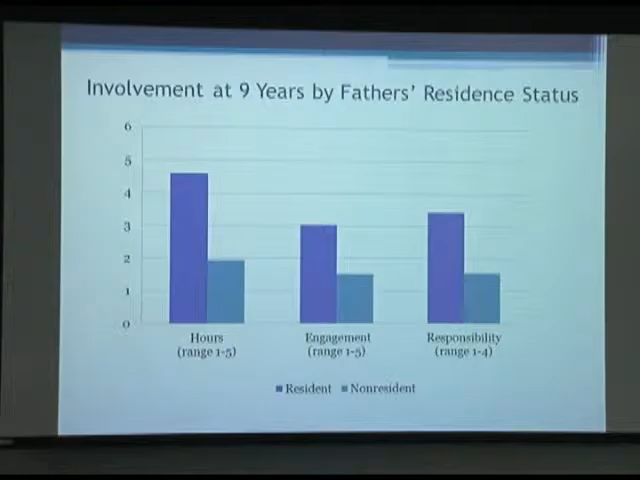 Involvement at 9 Years by Fathers' Residence Status
6
5
4
3
2
1
0
Hours
(range 1-5)
Engagement
(range 1-5)
Responsibility
(range 1-4)
Resident Nonresident